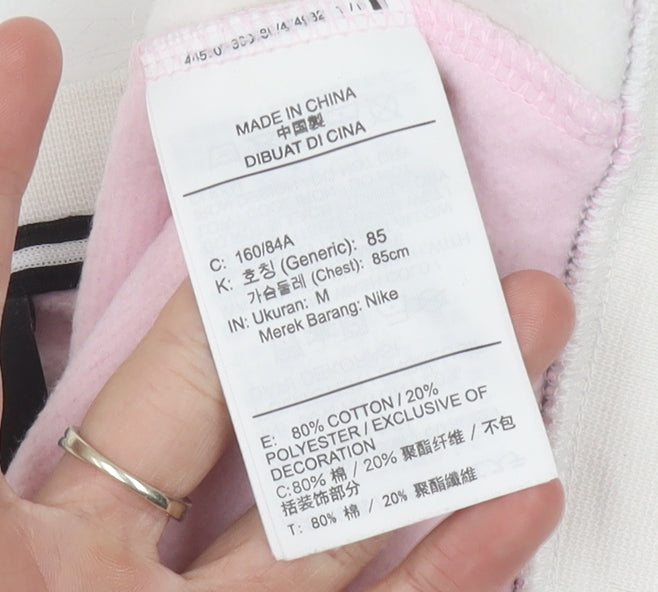 MADE IN CHINA
中国製
DIBUAT DI CINA
C: 160/84A
K: 호칭 (Generic): 85
가슴둘레 (Chest): 85cm
IN: Ukuran: M
Merek Barang: Nike
E: 80% COTTON / 20%
POLYESTER / EXCLUSIVE OF
DECORATION
C:80% 棉 / 20% 聚酯纤维 / 不包
括装饰部分
T: 80% 棉 / 20% 聚酯纖維